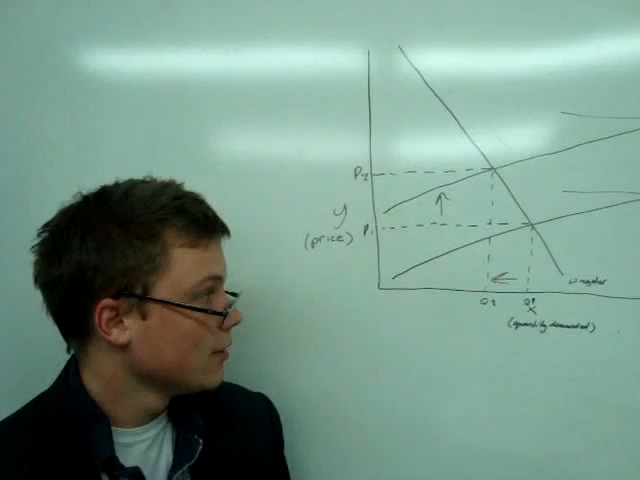 P2
y
(price)
P1
Q2
Q1
x
(quantity demanded)